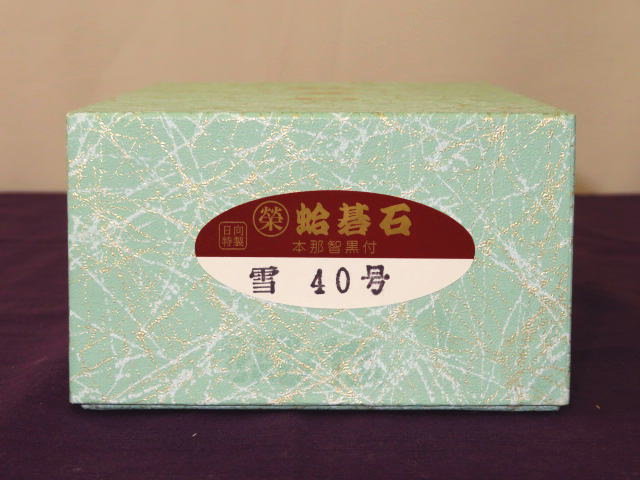 日向特製 榮 蛤碁石
本那智黒付
雪 40号